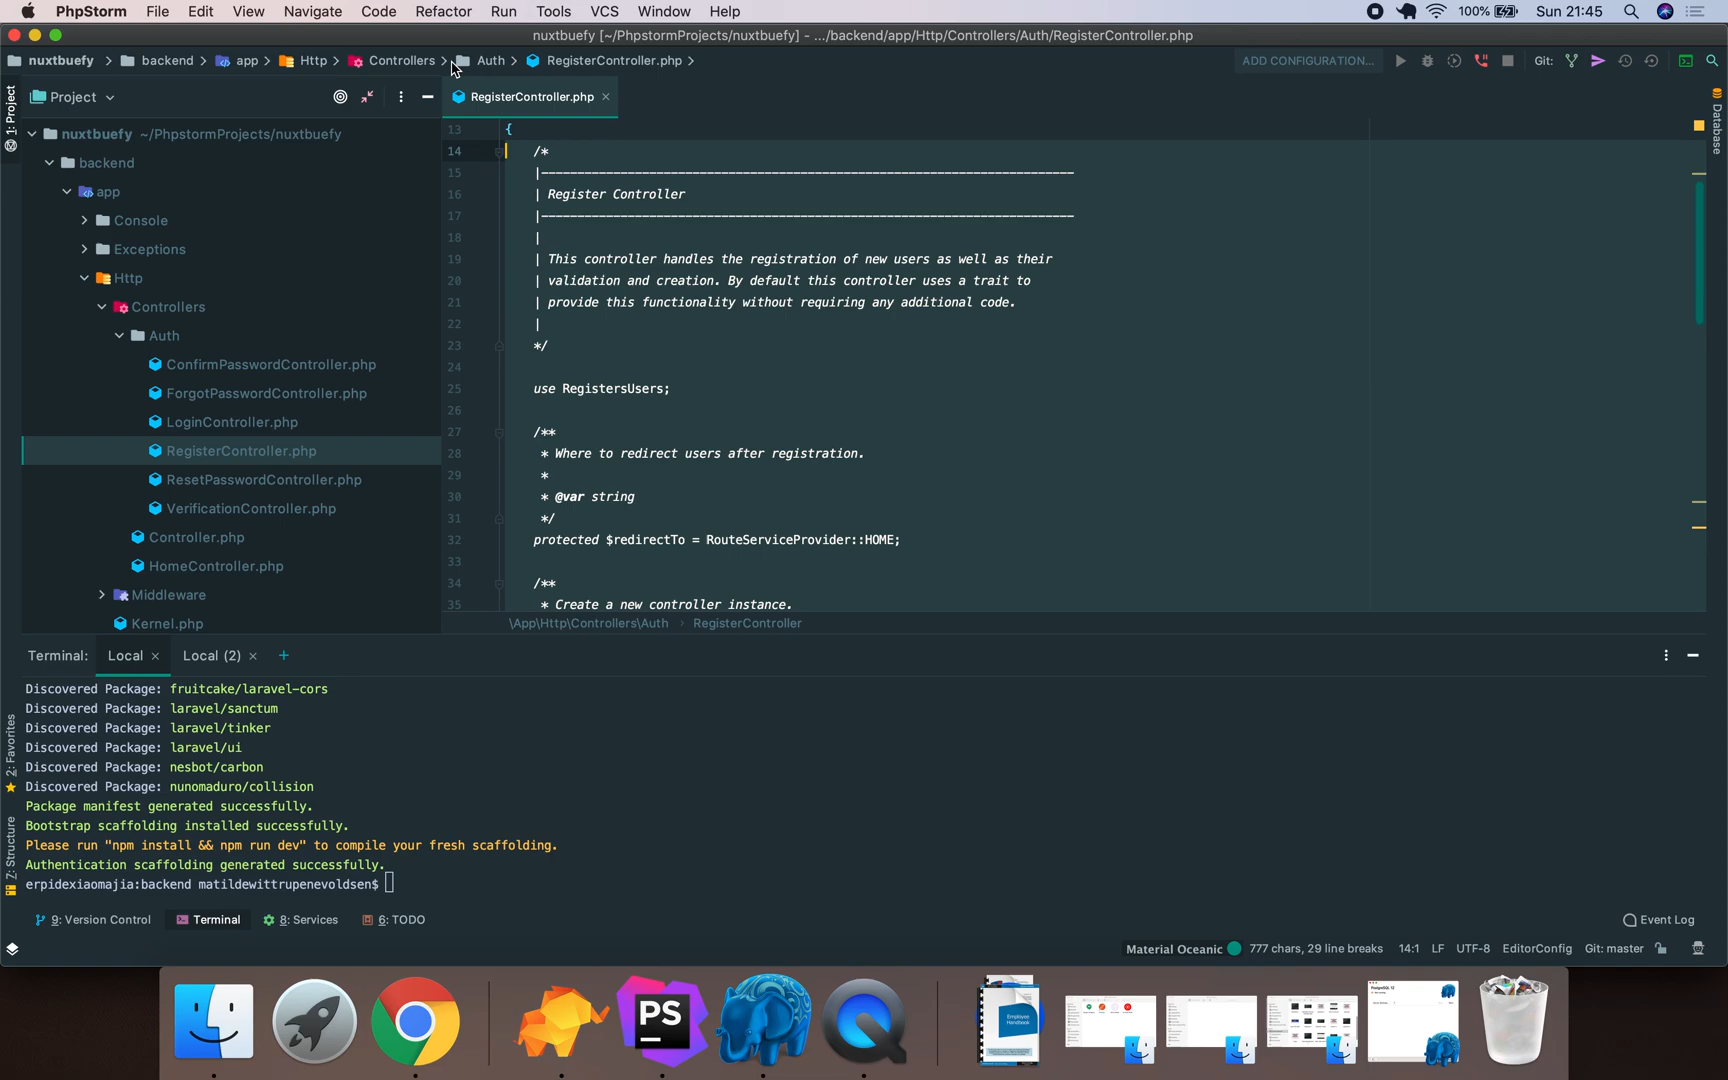 PhpStorm File Edit View Navigate Code Refactor Run Tools VCS Window Help 100% Sun 21:45
nuxtbuefy [~/PhpstormProjects/nuxtbuefy] - .../backend/app/Http/Controllers/Auth/RegisterController.php
nuxtbuefy > backend > app > Http > Controllers > Auth > RegisterController.php > ADD CONFIGURATION... Git:
1: Project
Project
RegisterController.php ×
Database
nuxtbuefy ~/PhpstormProjects/nuxtbuefy
backend
app
Console
Exceptions
Http
Controllers
Auth
ConfirmPasswordController.php
ForgotPasswordController.php
LoginController.php
RegisterController.php
ResetPasswordController.php
VerificationController.php
Controller.php
HomeController.php
Middleware
Kernel.php
13 {
14 /*
15 |--------------------------------------------------------------------------
16 | Register Controller
17 |--------------------------------------------------------------------------
18 |
19 | This controller handles the registration of new users as well as their
20 | validation and creation. By default this controller uses a trait to
21 | provide this functionality without requiring any additional code.
22 |
23 */
24
25 use RegistersUsers;
26
27 /**
28 * Where to redirect users after registration.
29 *
30 * @var string
31 */
32 protected $redirectTo = RouteServiceProvider::HOME;
33
34 /**
35 * Create a new controller instance.
\App\Http\Controllers\Auth › RegisterController
Terminal: Local × Local (2) × +
Discovered Package: fruitcake/laravel-cors
Discovered Package: laravel/sanctum
Discovered Package: laravel/tinker
Discovered Package: laravel/ui
Discovered Package: nesbot/carbon
Discovered Package: nunomaduro/collision
Package manifest generated successfully.
Bootstrap scaffolding installed successfully.
Please run "npm install && npm run dev" to compile your fresh scaffolding.
Authentication scaffolding generated successfully.
erpidexiaomajia:backend matildewittrupenevoldsen$
2: Favorites
7: Structure
9: Version Control Terminal 8: Services 6: TODO Event Log
Material Oceanic 777 chars, 29 line breaks 14:1 LF UTF-8 EditorConfig Git: master
PS
Employee
Handbook
PostgreSQL 12